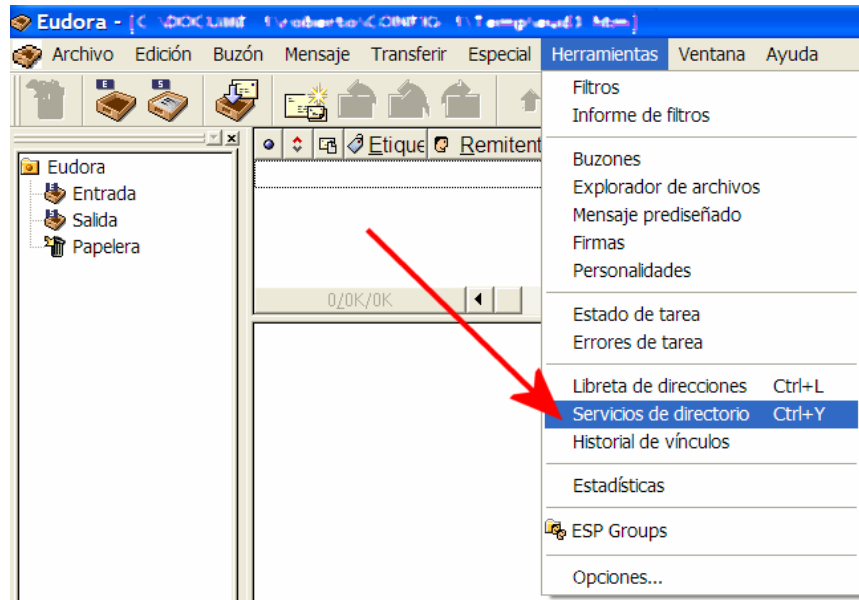 Eudora - [
Archivo Edición Buzón Mensaje Transferir Especial Herramientas Ventana Ayuda
Etique Remitent
Eudora
Entrada
Salida
Papelera
0/0K/0K
Filtros
Informe de filtros
Buzones
Explorador de archivos
Mensaje prediseñado
Firmas
Personalidades
Estado de tarea
Errores de tarea
Libreta de direcciones Ctrl+L
Servicios de directorio Ctrl+Y
Historial de vínculos
Estadísticas
ESP Groups
Opciones...